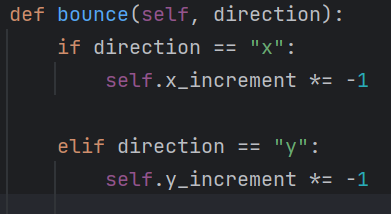 def bounce(self, direction):
    if direction == "x":
        self.x_increment *= -1

    elif direction == "y":
        self.y_increment *= -1